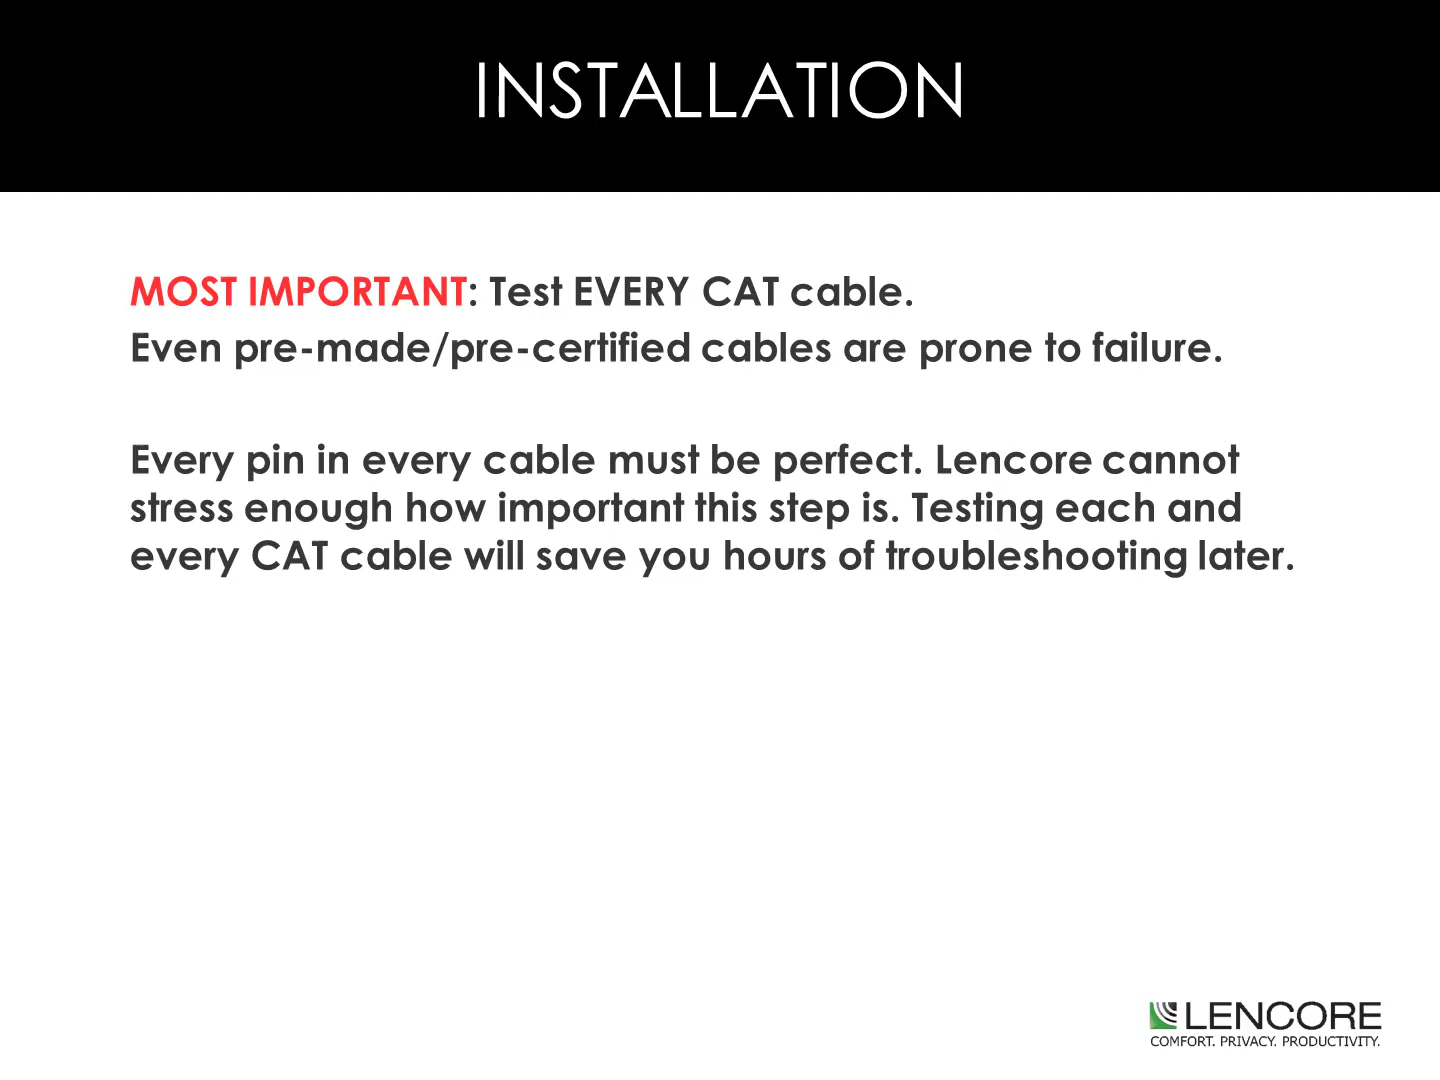 INSTALLATION
MOST IMPORTANT: Test EVERY CAT cable.
Even pre-made/pre-certified cables are prone to failure.
Every pin in every cable must be perfect. Lencore cannot
stress enough how important this step is. Testing each and
every CAT cable will save you hours of troubleshooting later.
LENCORE
COMFORT. PRIVACY. PRODUCTIVITY.